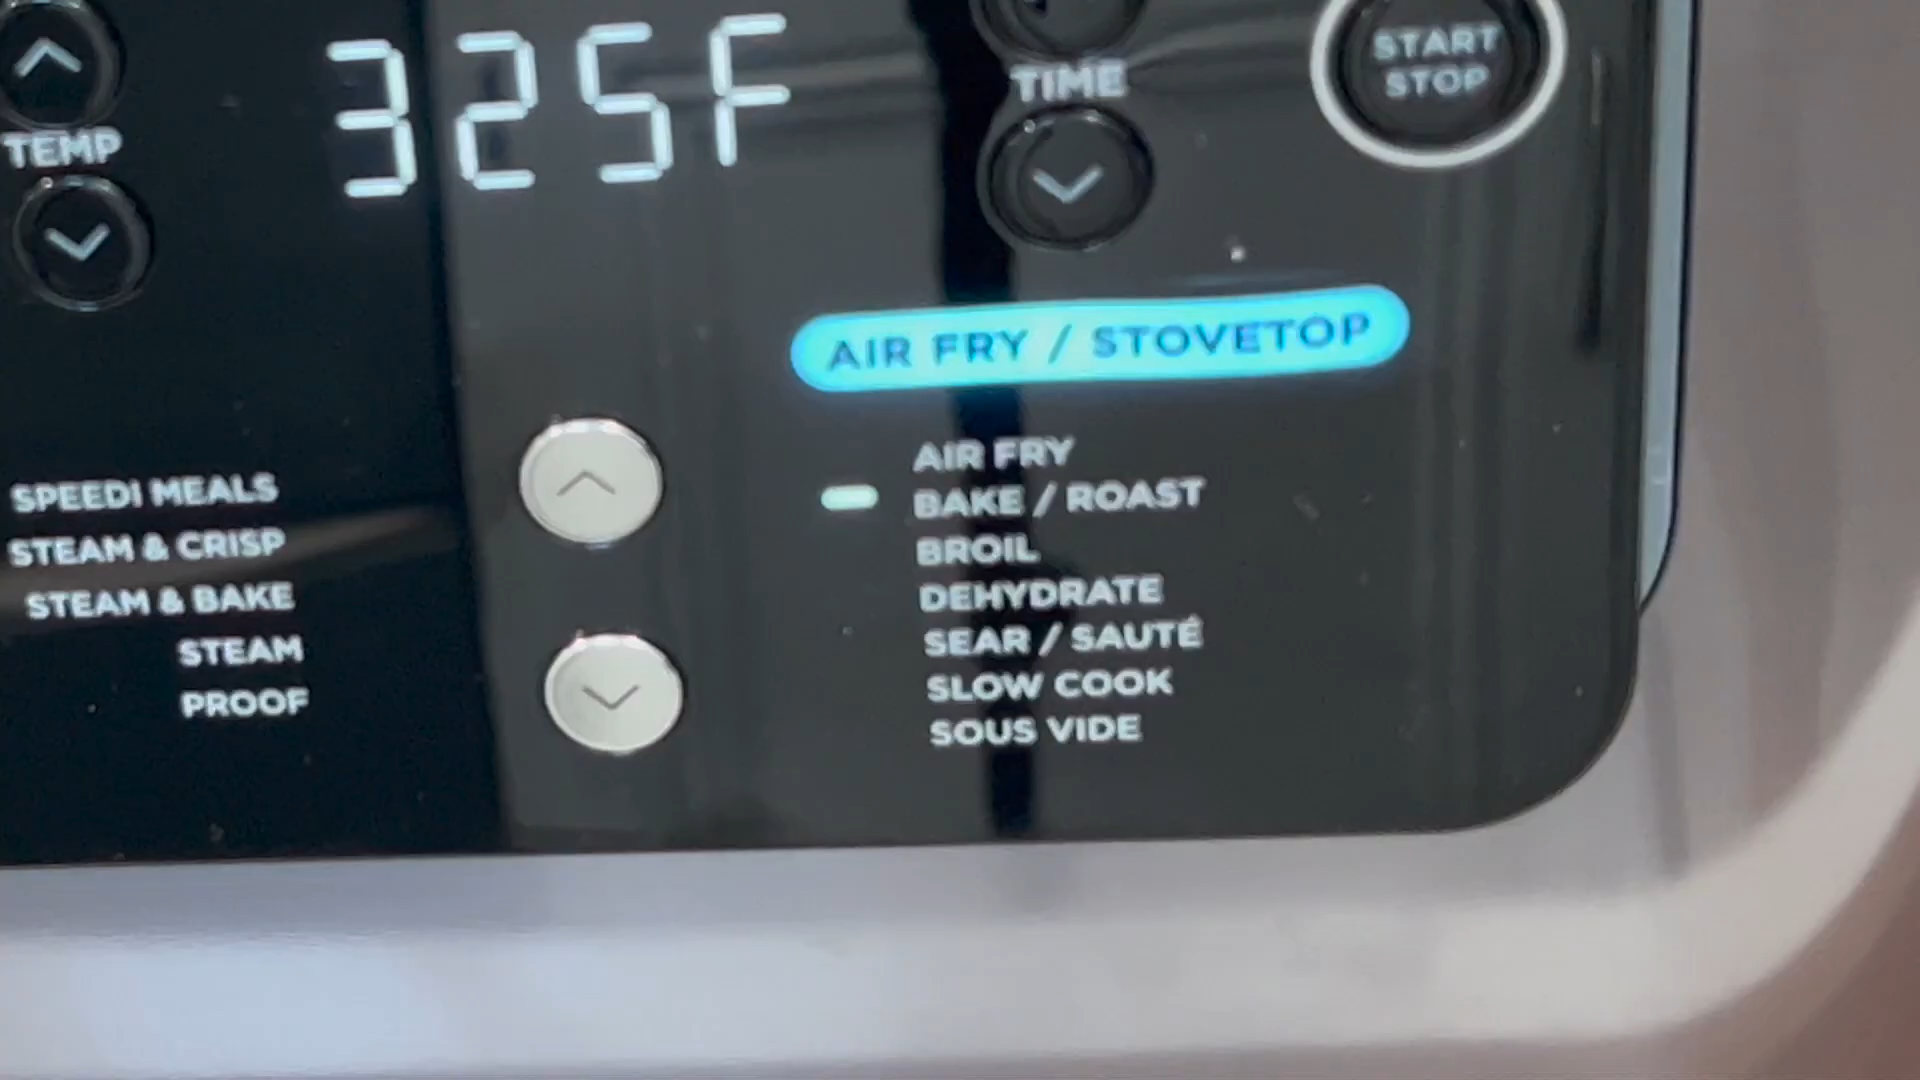 325F
TEMP
TIME
START
STOP
AIR FRY / STOVETOP
SPEEDI MEALS
STEAM & CRISP
STEAM & BAKE
STEAM
PROOF
AIR FRY
BAKE / ROAST
BROIL
DEHYDRATE
SEAR / SAUTÉ
SLOW COOK
SOUS VIDE